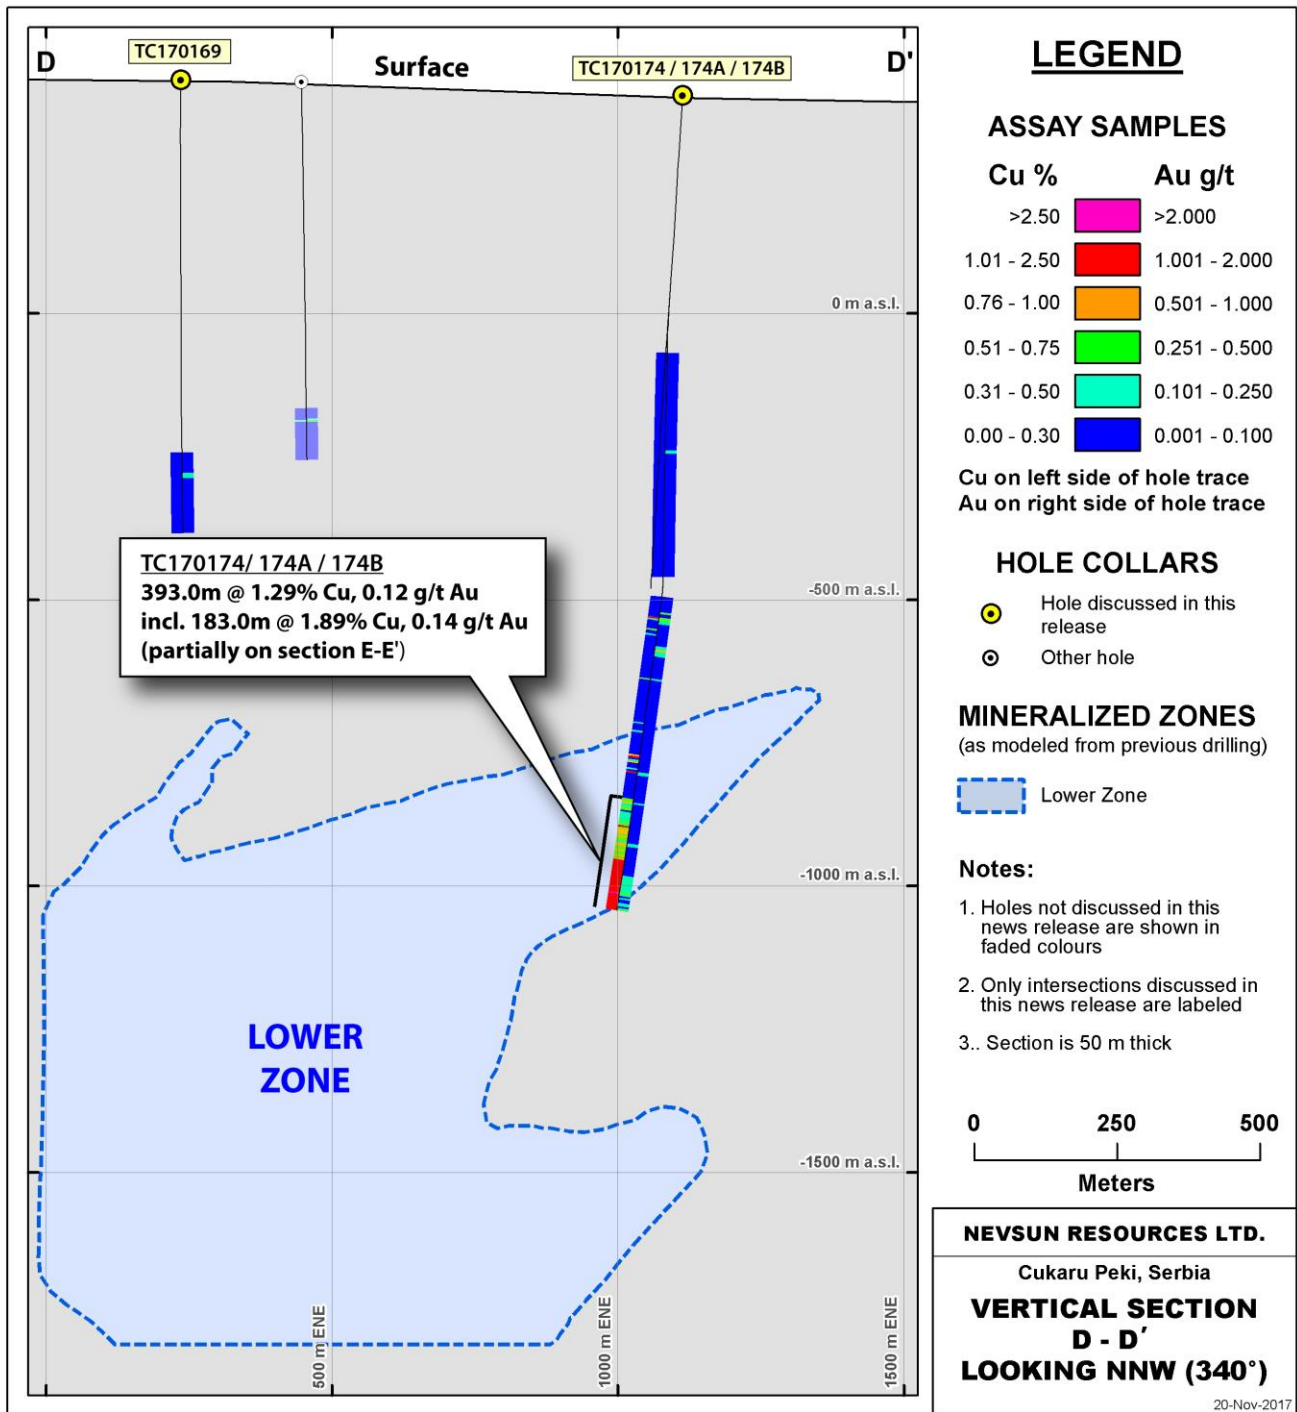 D
TC170169
Surface
TC170174 / 174A / 174B
D'
0 m a.s.l.
-500 m a.s.l.
TC170174/ 174A / 174B
393.0m @ 1.29% Cu, 0.12 g/t Au
incl. 183.0m @ 1.89% Cu, 0.14 g/t Au
(partially on section E-E')
-1000 m a.s.l.
LOWER
ZONE
-1500 m a.s.l.
500 m ENE
1000 m ENE
1500 m ENE
LEGEND
ASSAY SAMPLES
Cu % Au g/t
>2.50 >2.000
1.01 - 2.50 1.001 - 2.000
0.76 - 1.00 0.501 - 1.000
0.51 - 0.75 0.251 - 0.500
0.31 - 0.50 0.101 - 0.250
0.00 - 0.30 0.001 - 0.100
Cu on left side of hole trace
Au on right side of hole trace
HOLE COLLARS
Hole discussed in this
release
Other hole
MINERALIZED ZONES
(as modeled from previous drilling)
Lower Zone
Notes:
1. Holes not discussed in this
news release are shown in
faded colours
2. Only intersections discussed in
this news release are labeled
3.. Section is 50 m thick
0 250 500
Meters
NEVSUN RESOURCES LTD.
Cukaru Peki, Serbia
VERTICAL SECTION
D - D'
LOOKING NNW (340°)
20-Nov-2017